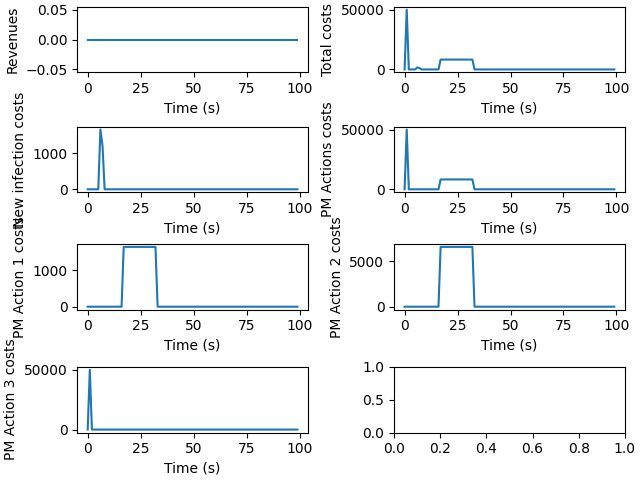 Revenues
0.05
0.00
−0.05
0 25 50 75 100
Time (s)
Total costs
50000
0
0 25 50 75 100
Time (s)
New infection costs
1000
0
0 25 50 75 100
Time (s)
PM Actions costs
50000
0
0 25 50 75 100
Time (s)
PM Action 1 costs
1000
0
0 25 50 75 100
Time (s)
PM Action 2 costs
5000
0
0 25 50 75 100
Time (s)
PM Action 3 costs
50000
0
0 25 50 75 100
Time (s)
1.0
0.5
0.0
0.0 0.2 0.4 0.6 0.8 1.0